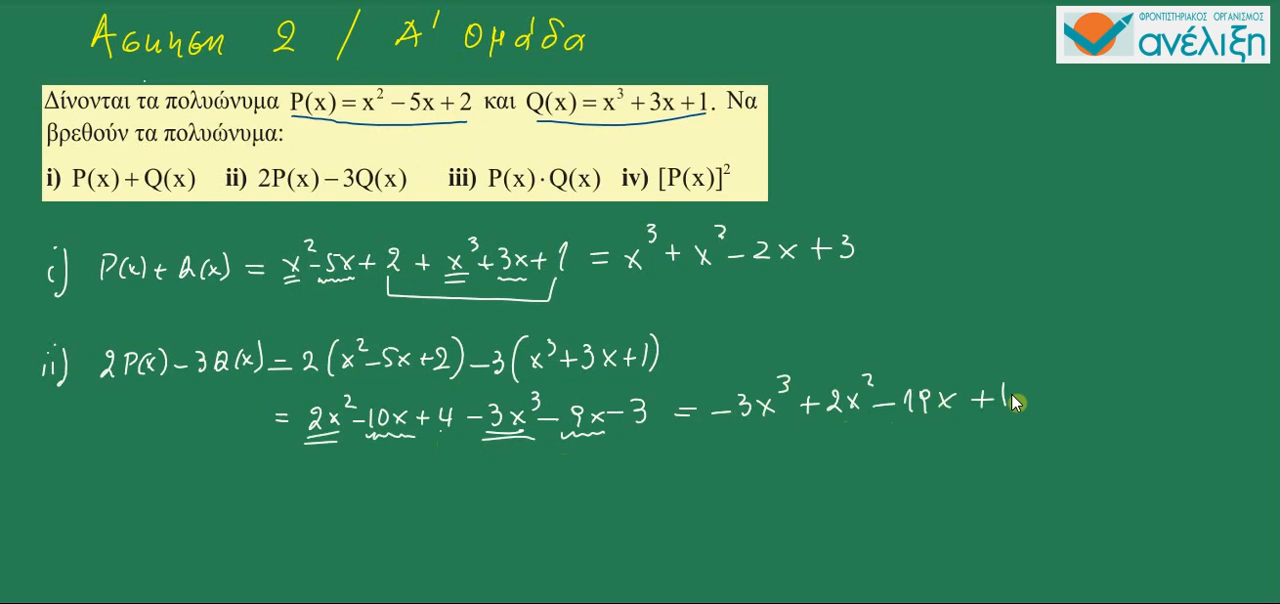 Ασκηση 2 / Α' Ομάδα
ΦΡΟΝΤΙΣΤΗΡΙΑΚΟΣ ΟΡΓΑΝΙΣΜΟΣ
ανέλιξη
Δίνονται τα πολυώνυμα P(x) = x² − 5x + 2 και Q(x) = x³ + 3x + 1. Να
βρεθούν τα πολυώνυμα:
i) P(x) + Q(x) ii) 2P(x) − 3Q(x) iii) P(x) · Q(x) iv) [P(x)]²
i) P(x) + Q(x) = x² − 5x + 2 + x³ + 3x + 1 = x³ + x² − 2x + 3
ii) 2P(x) − 3Q(x) = 2(x² − 5x + 2) − 3(x³ + 3x + 1)
= 2x² − 10x + 4 − 3x³ − 9x − 3 = −3x³ + 2x² − 19x + 1